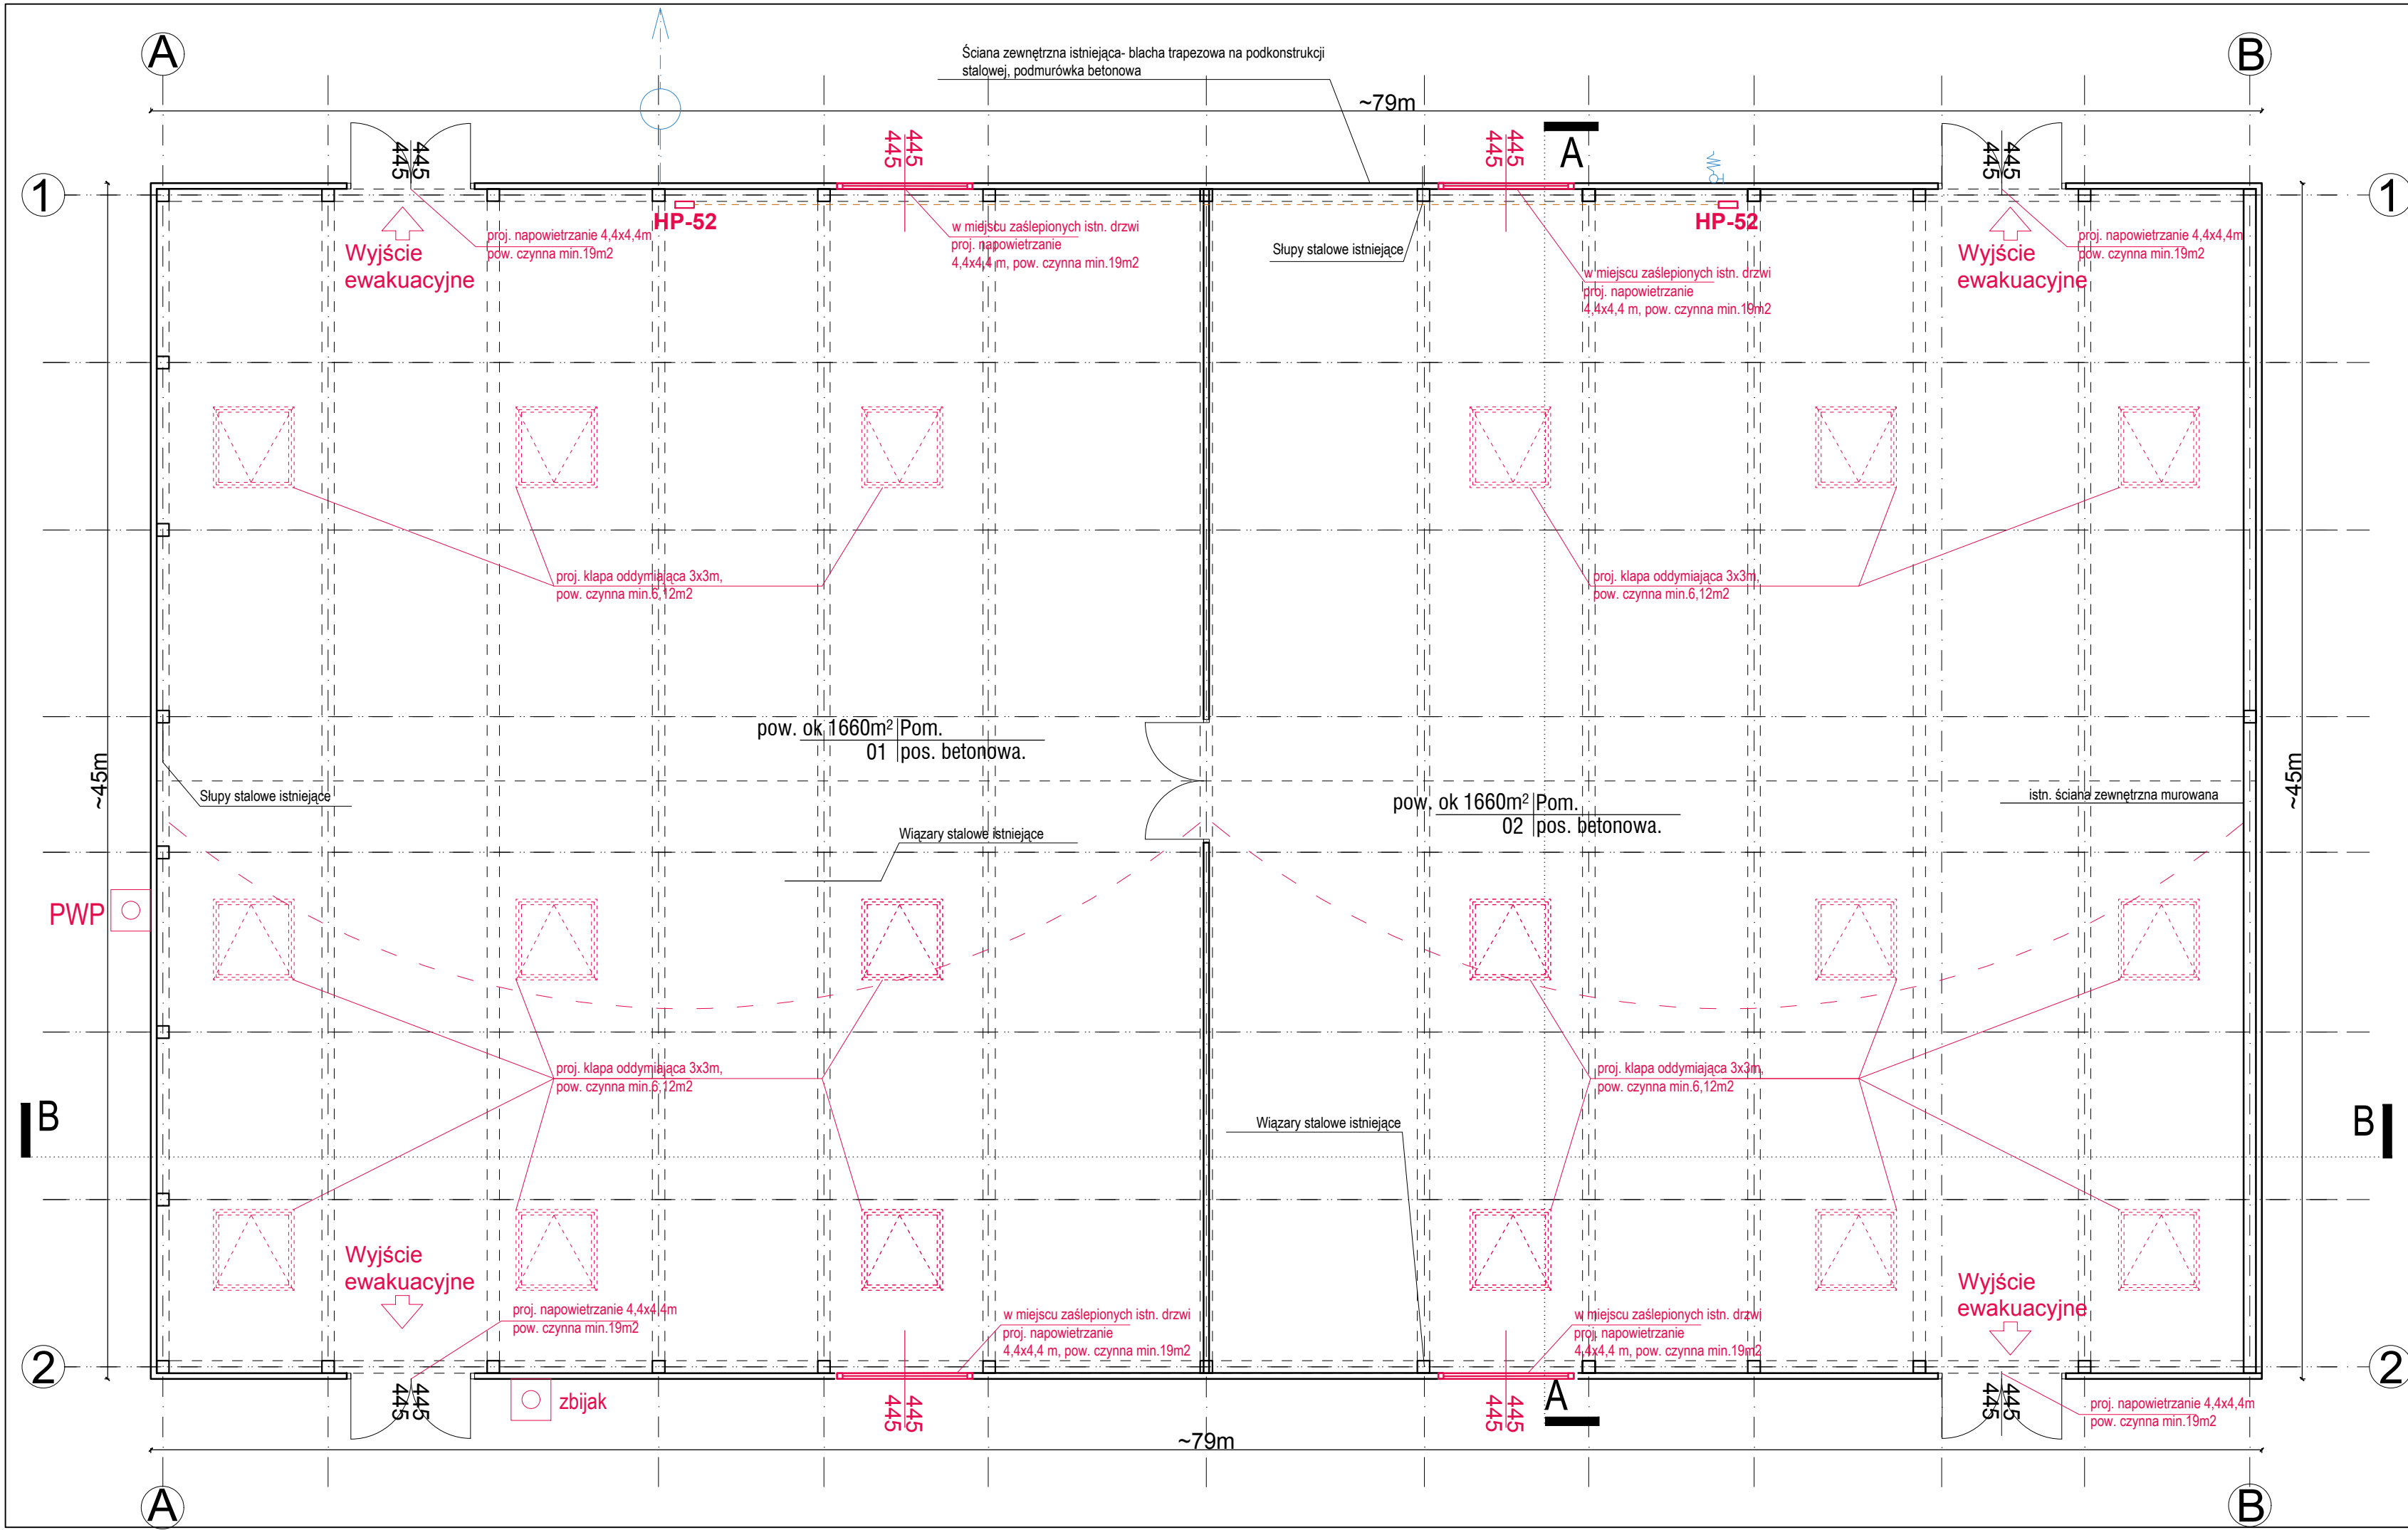 A
B
Ściana zewnętrzna istniejąca- blacha trapezowa na podkonstrukcji
stalowej, podmurówka betonowa
~79m
A
445
445
445
445
445
445
445
445
1
1
HP-52
HP-52
Wyjście
ewakuacyjne
proj. napowietrzanie 4,4x4,4m
pow. czynna min.19m2
w miejscu zaślepionych istn. drzwi
proj. napowietrzanie
4,4x4,4 m, pow. czynna min.19m2
Słupy stalowe istniejące
w miejscu zaślepionych istn. drzwi
proj. napowietrzanie
4,4x4,4 m, pow. czynna min.19m2
Wyjście
ewakuacyjne
proj. napowietrzanie 4,4x4,4m
pow. czynna min.19m2
proj. klapa oddymiająca 3x3m,
pow. czynna min.6,12m2
proj. klapa oddymiająca 3x3m,
pow. czynna min.6,12m2
pow. ok 1660m² Pom.
01 pos. betonowa.
~45m
~45m
Słupy stalowe istniejące
pow. ok 1660m² Pom.
02 pos. betonowa.
istn. ściana zewnętrzna murowana
Wiązary stalowe istniejące
PWP
proj. klapa oddymiająca 3x3m,
pow. czynna min.6,12m2
proj. klapa oddymiająca 3x3m,
pow. czynna min.6,12m2
B
B
Wiązary stalowe istniejące
Wyjście
ewakuacyjne
proj. napowietrzanie 4,4x4,4m
pow. czynna min.19m2
w miejscu zaślepionych istn. drzwi
proj. napowietrzanie
4,4x4,4 m, pow. czynna min.19m2
w miejscu zaślepionych istn. drzwi
proj. napowietrzanie
4,4x4,4 m, pow. czynna min.19m2
Wyjście
ewakuacyjne
2
2
445
445
zbijak
445
445
445
445
A
445
445
proj. napowietrzanie 4,4x4,4m
pow. czynna min.19m2
~79m
A
B